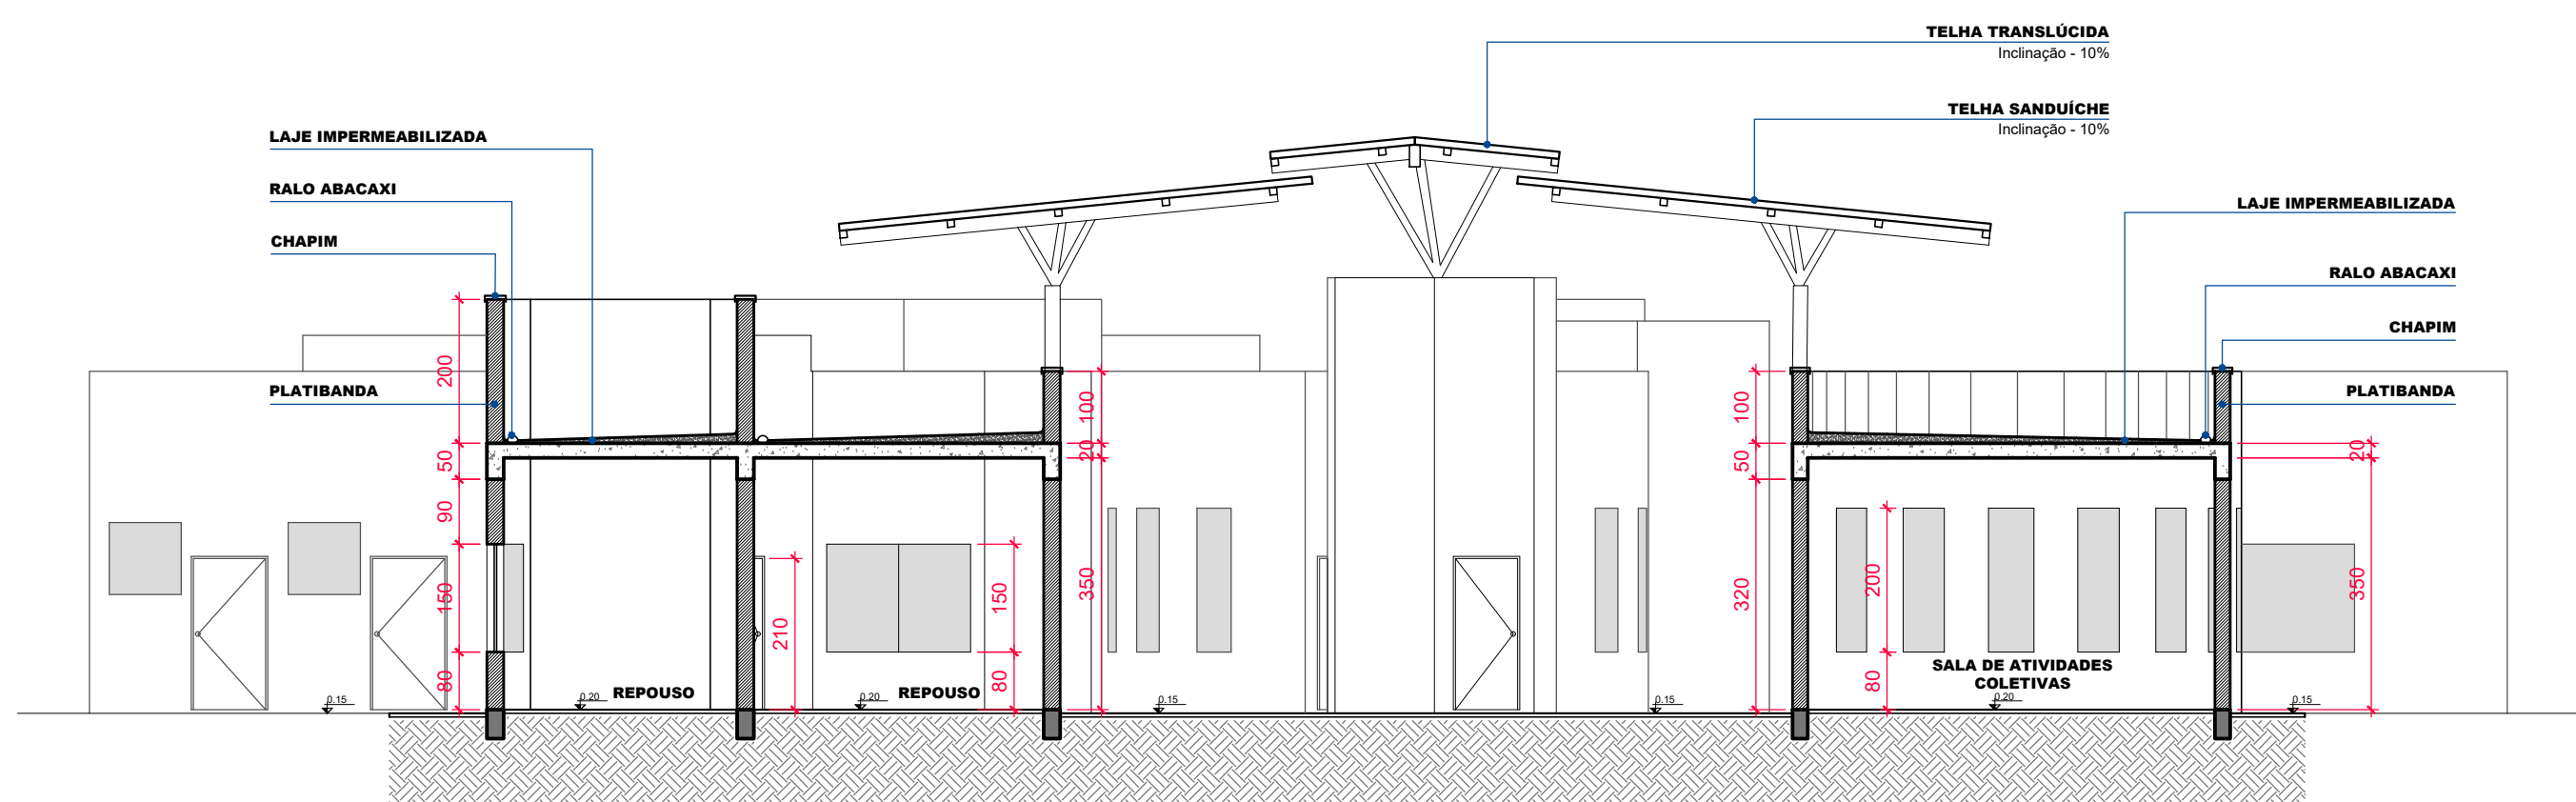 TELHA TRANSLÚCIDA
Inclinação - 10%
TELHA SANDUÍCHE
Inclinação - 10%
LAJE IMPERMEABILIZADA
RALO ABACAXI
CHAPIM
PLATIBANDA
LAJE IMPERMEABILIZADA
RALO ABACAXI
CHAPIM
PLATIBANDA
200
50
90
150
80
210
150
80
100
20
350
100
50
320
200
80
20
350
REPOUSO
REPOUSO
SALA DE ATIVIDADES
COLETIVAS
0.15
0.20
0.20
0.15
0.15
0.20
0.15